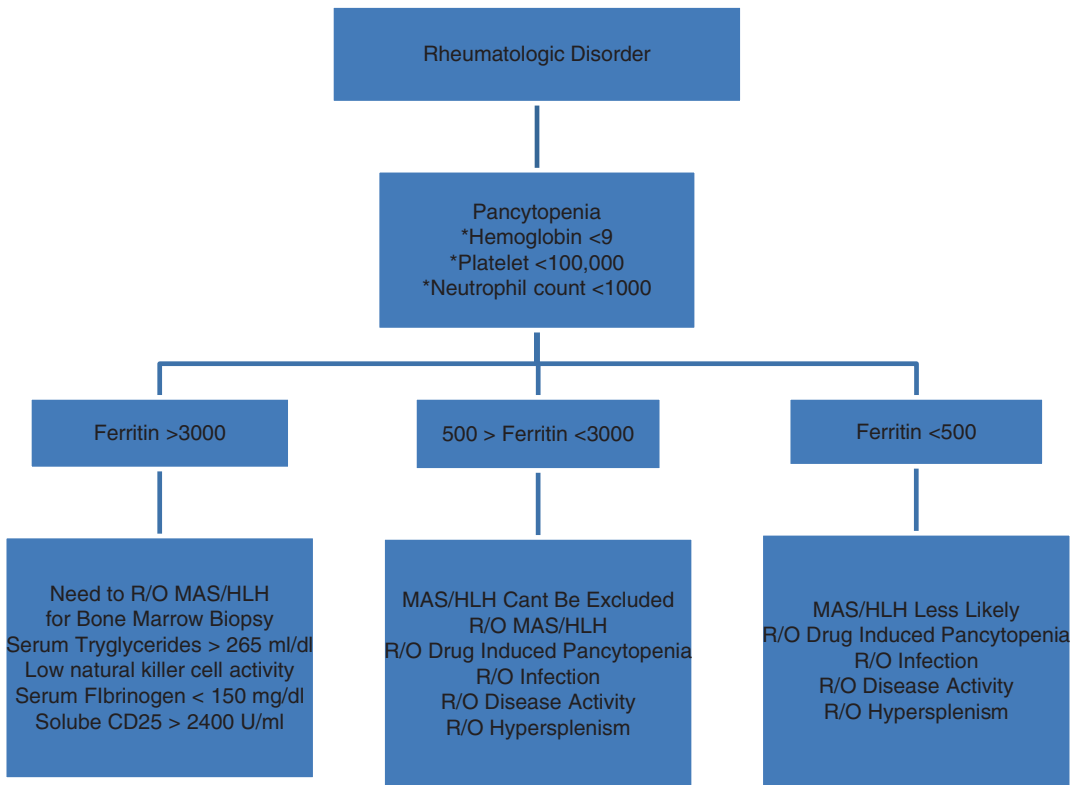 Rheumatologic Disorder
Pancytopenia
*Hemoglobin <9
*Platelet <100,000
*Neutrophil count <1000
Ferritin >3000
500 > Ferritin <3000
Ferritin <500
Need to R/O MAS/HLH
for Bone Marrow Biopsy
Serum Tryglycerides > 265 ml/dl
Low natural killer cell activity
Serum FIbrinogen < 150 mg/dl
Solube CD25 > 2400 U/ml
MAS/HLH Cant Be Excluded
R/O MAS/HLH
R/O Drug Induced Pancytopenia
R/O Infection
R/O Disease Activity
R/O Hypersplenism
MAS/HLH Less Likely
R/O Drug Induced Pancytopenia
R/O Infection
R/O Disease Activity
R/O Hypersplenism